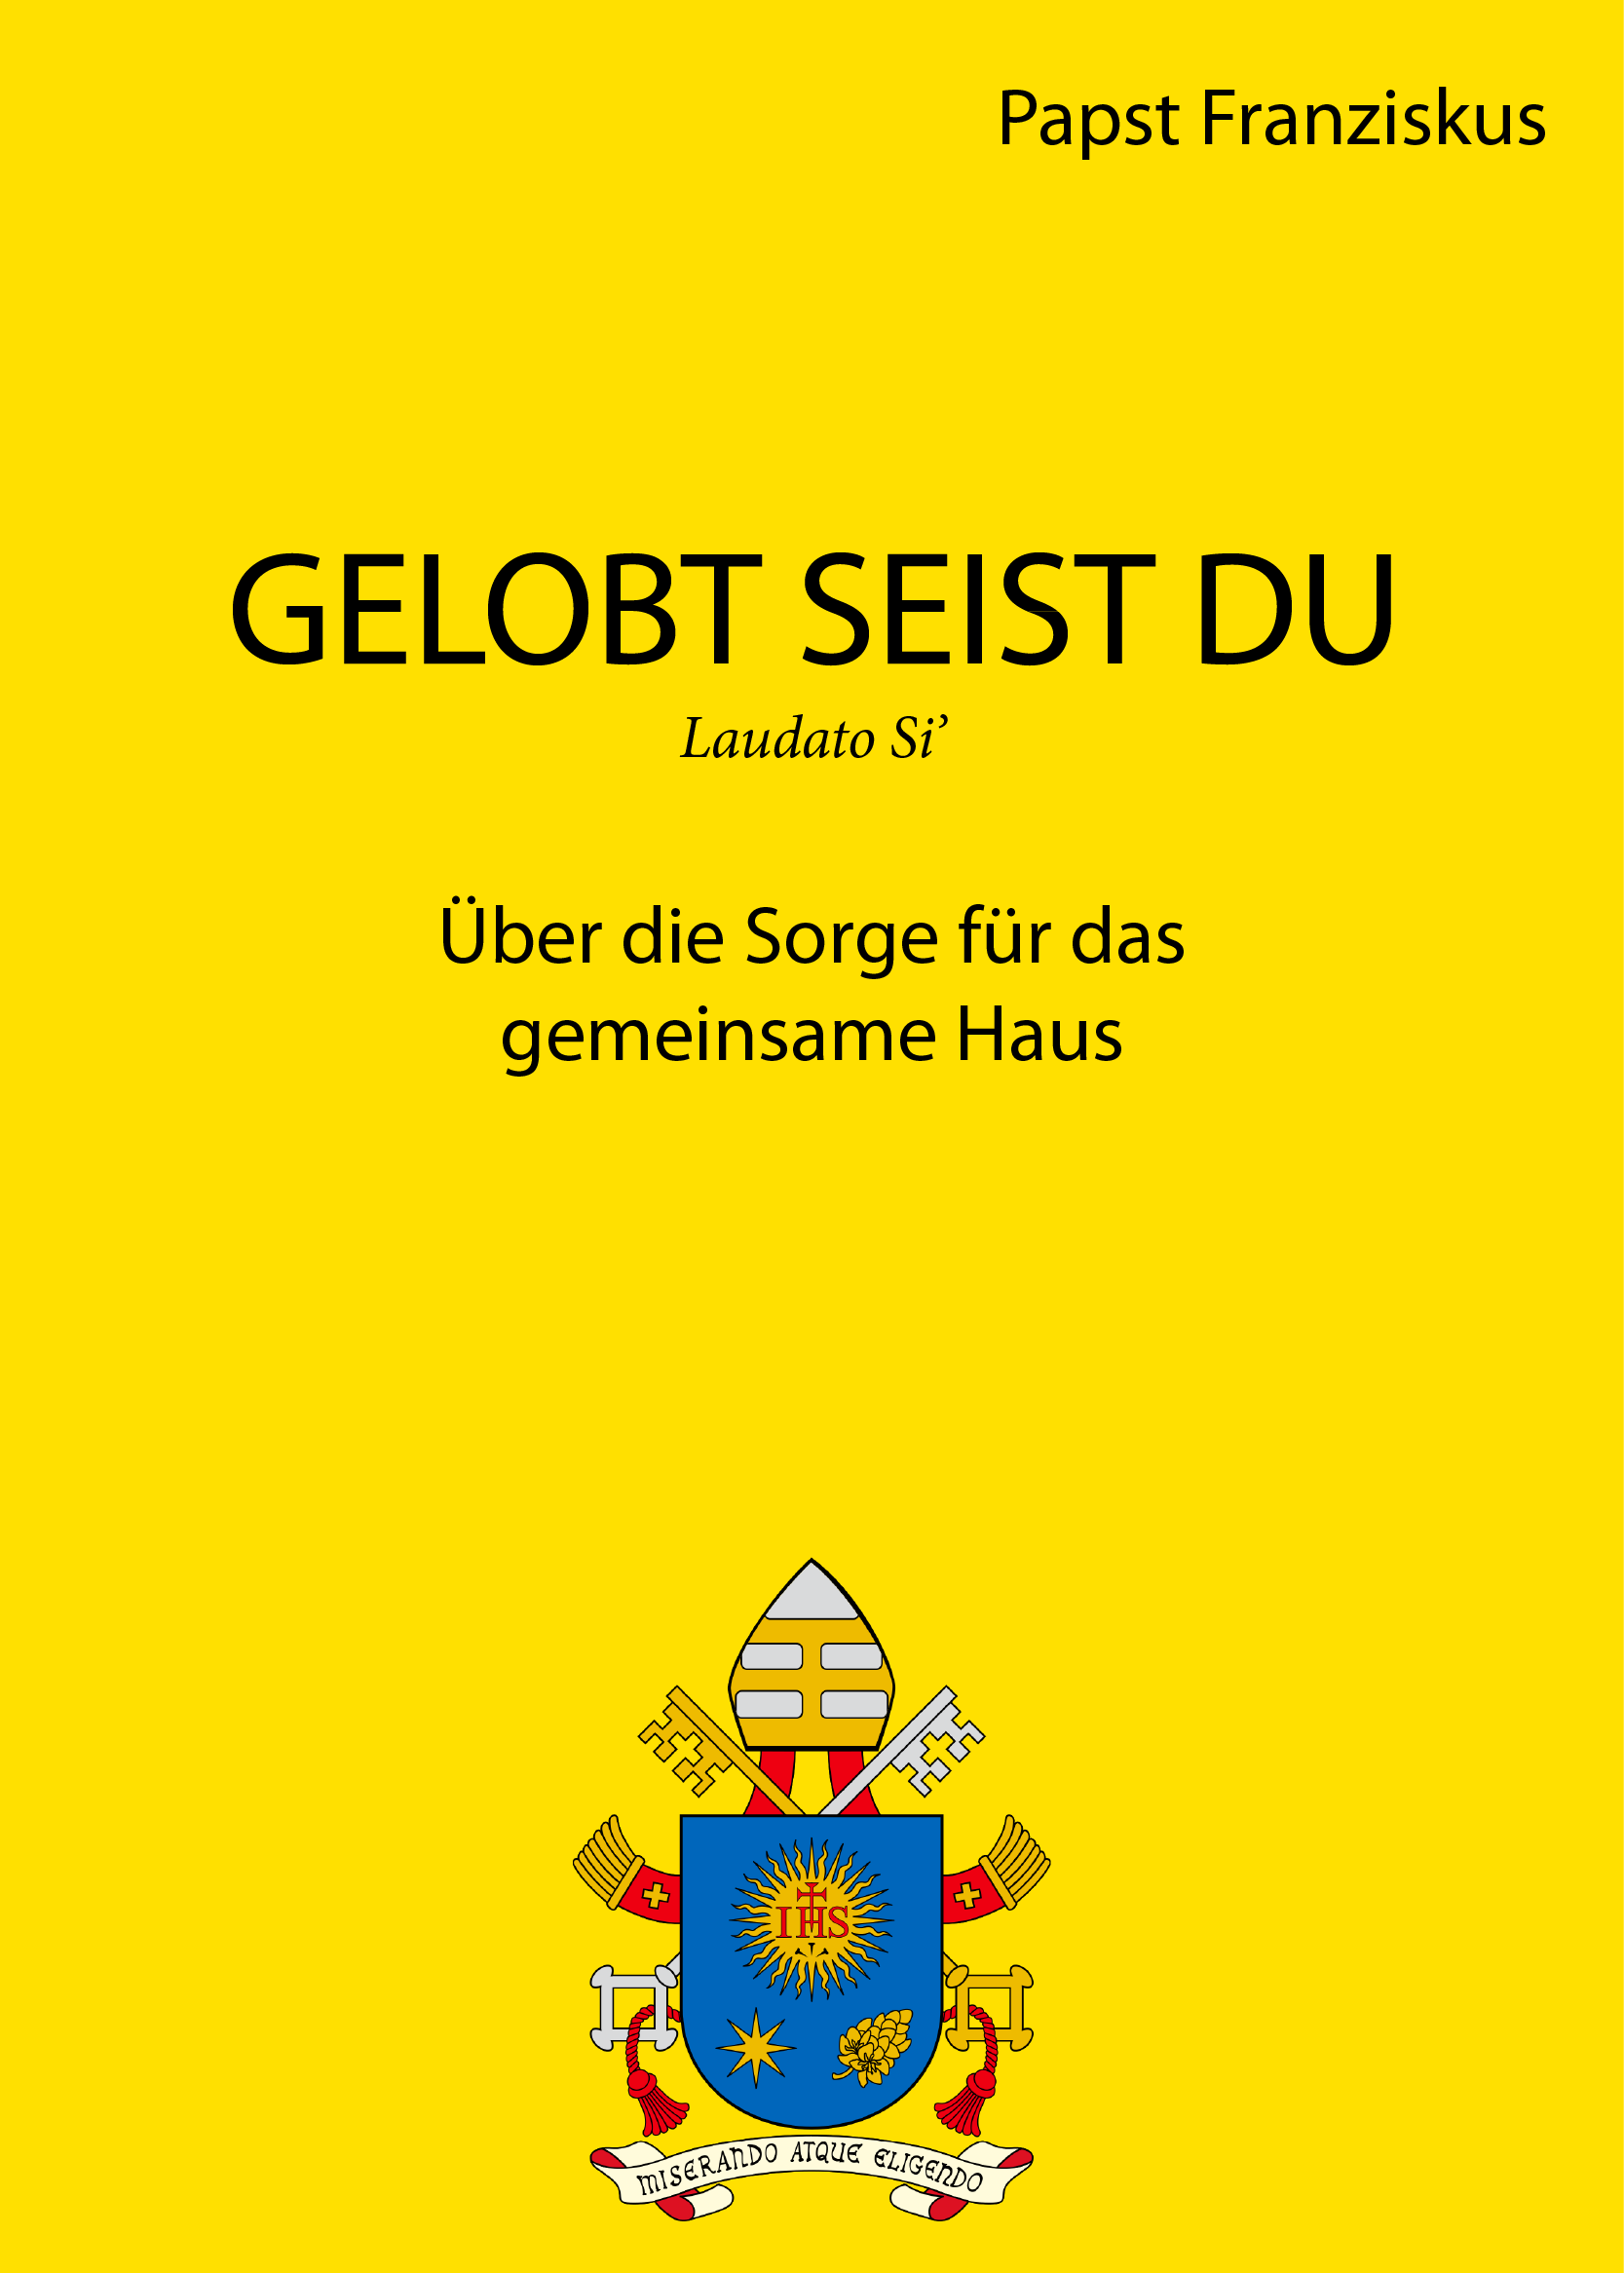 Papst Franziskus
GELOBT SEIST DU
Laudato Si’
Über die Sorge für das
gemeinsame Haus
IHS
MISERANDO ATQUE ELIGENDO